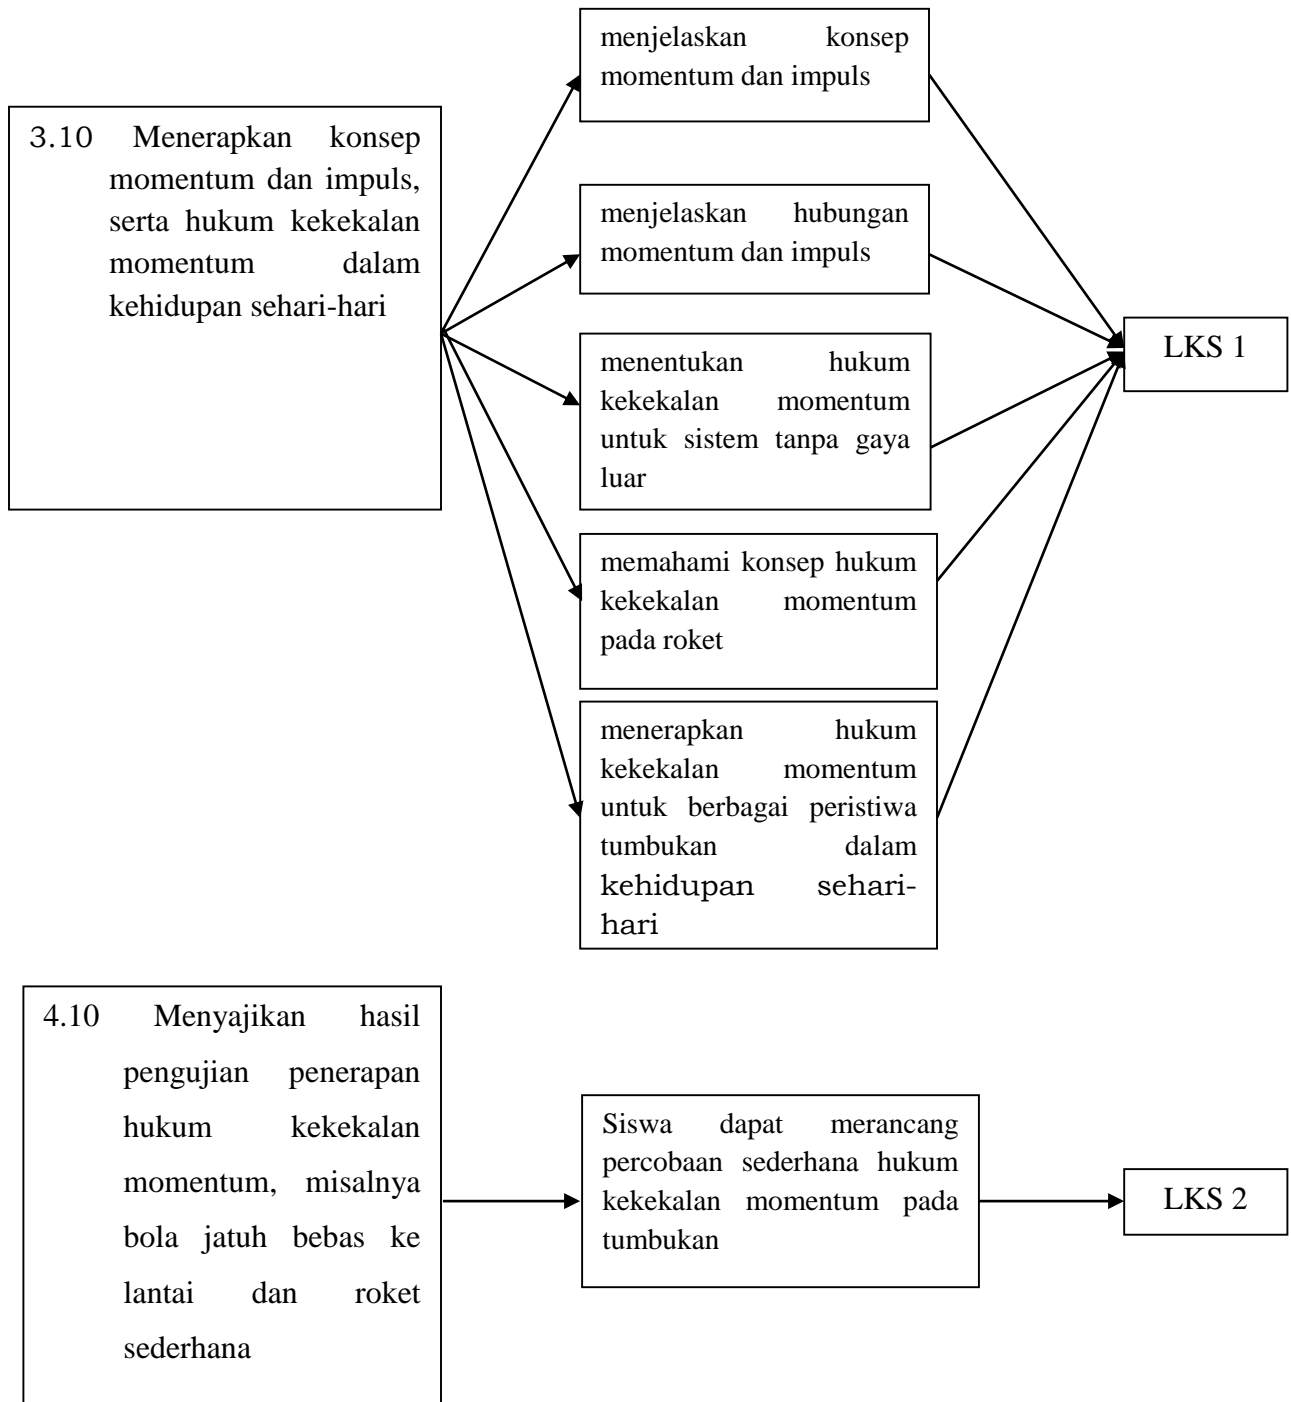 3.10 Menerapkan konsep
momentum dan impuls,
serta hukum kekekalan
momentum dalam
kehidupan sehari-hari
menjelaskan konsep
momentum dan impuls
menjelaskan hubungan
momentum dan impuls
menentukan hukum
kekekalan momentum
untuk sistem tanpa gaya
luar
memahami konsep hukum
kekekalan momentum
pada roket
menerapkan hukum
kekekalan momentum
untuk berbagai peristiwa
tumbukan dalam
kehidupan sehari-
hari
LKS 1
4.10 Menyajikan hasil
pengujian penerapan
hukum kekekalan
momentum, misalnya
bola jatuh bebas ke
lantai dan roket
sederhana
Siswa dapat merancang
percobaan sederhana hukum
kekekalan momentum pada
tumbukan
LKS 2